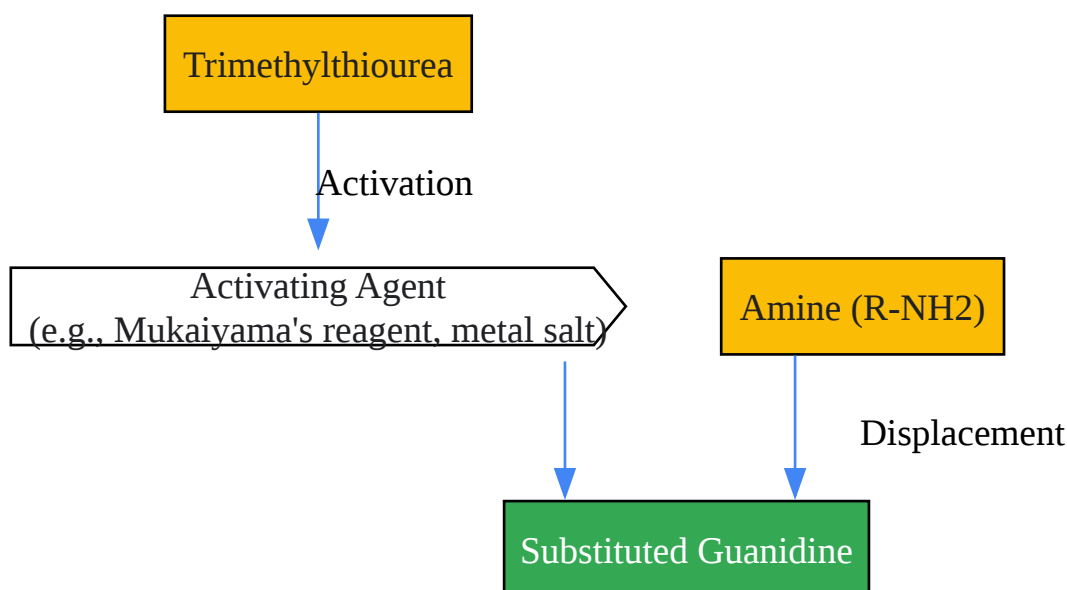 Trimethylthiourea
Activation
Activating Agent
(e.g., Mukaiyama's reagent, metal salt)
Amine (R-NH2)
Displacement
Substituted Guanidine